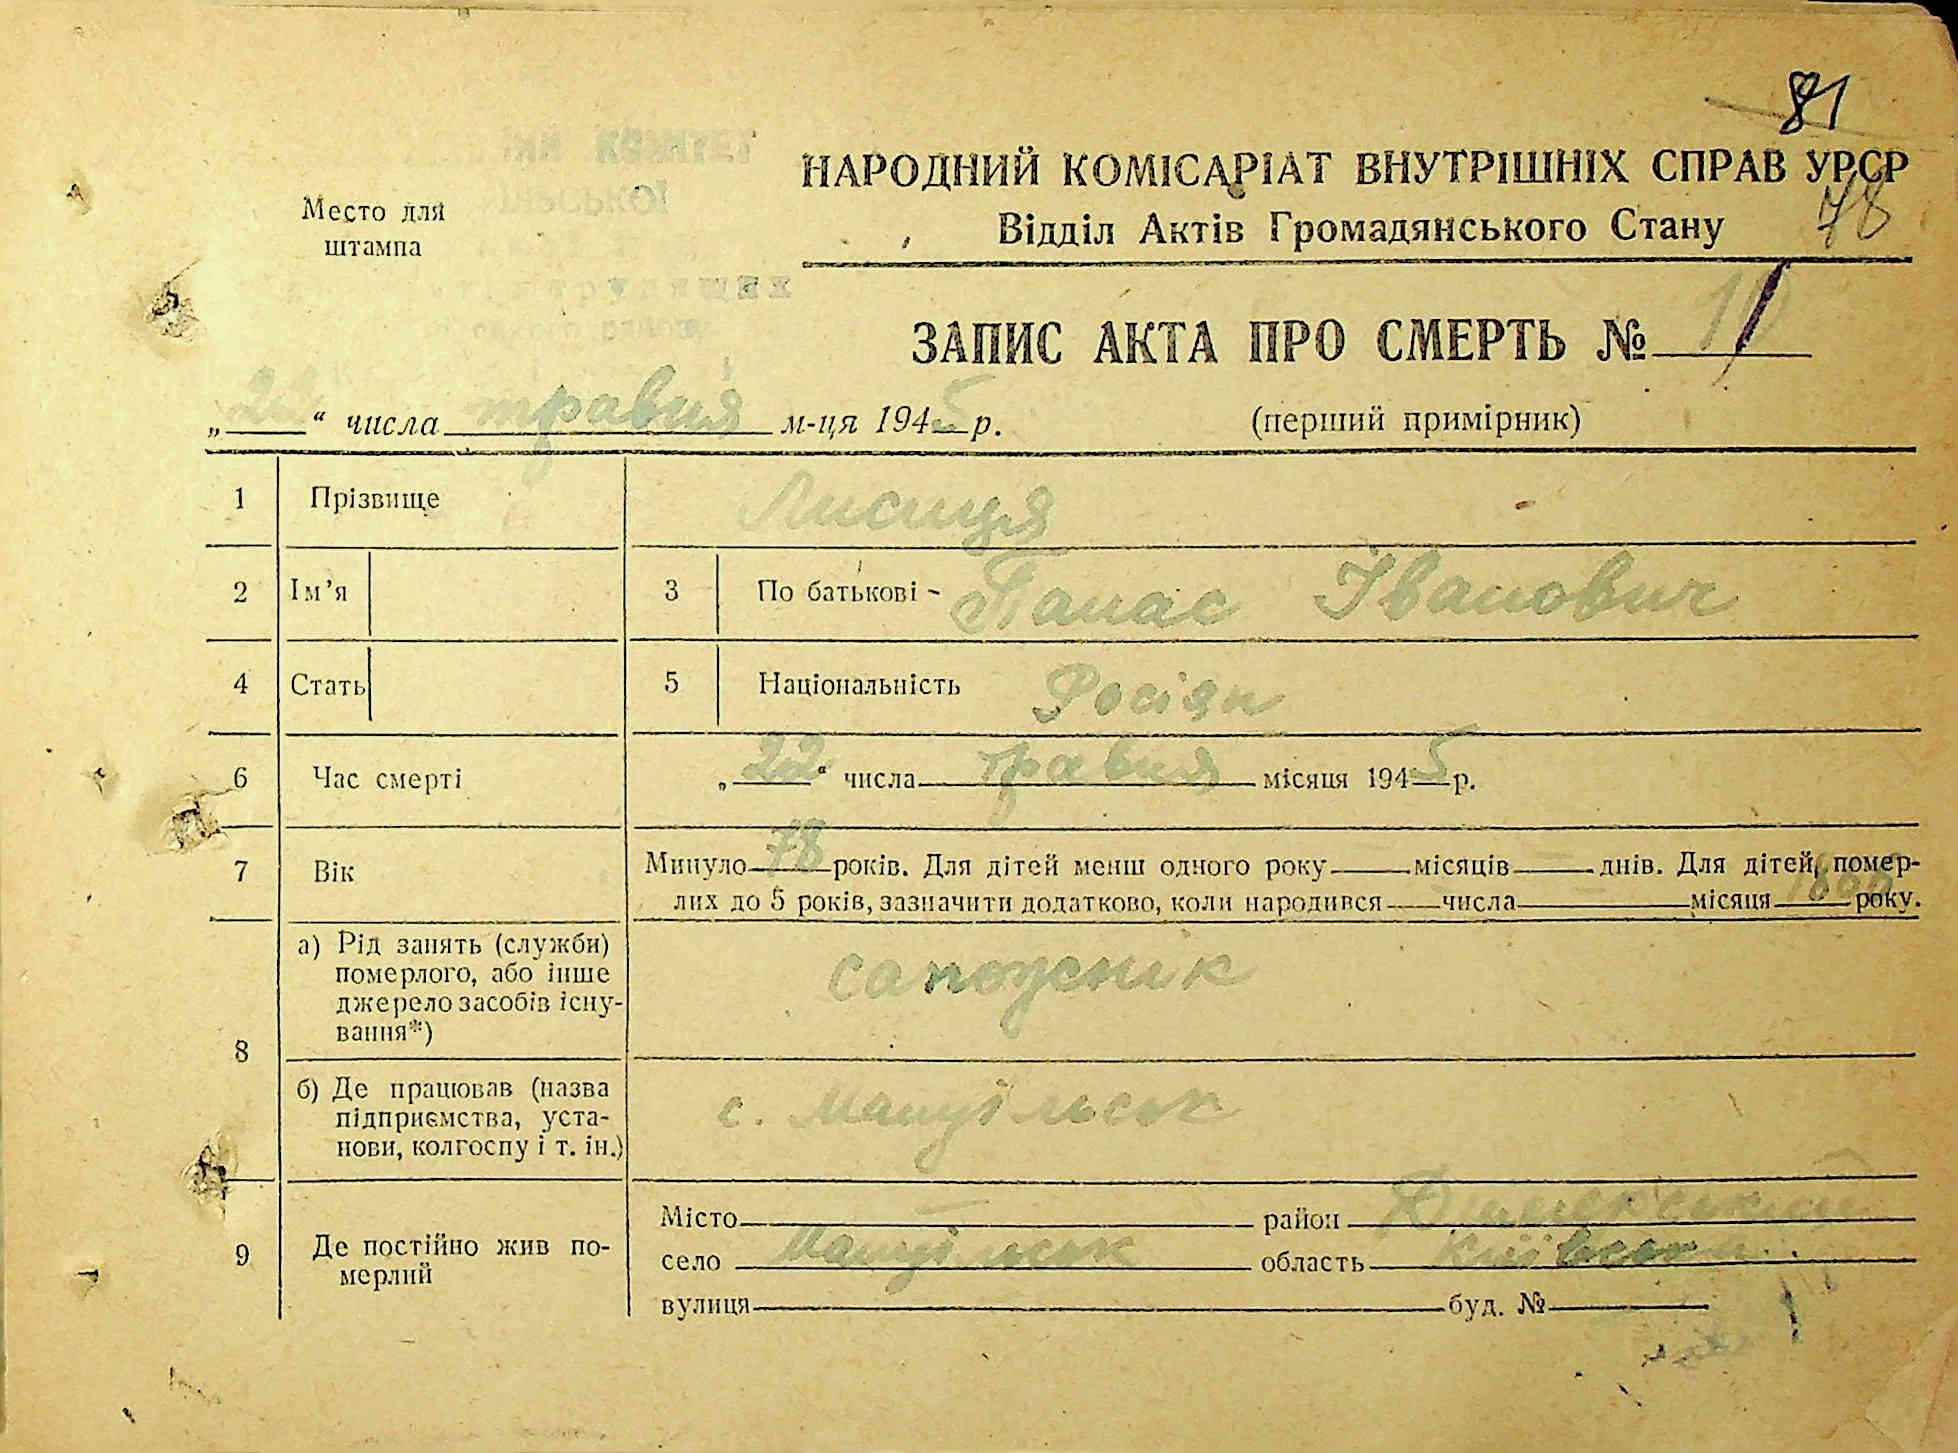 81
НАРОДНИЙ КОМІСАРІАТ ВНУТРІШНІХ СПРАВ УРСР
78
Место для
штампа
Відділ Актів Громадянського Стану
ЗАПИС АКТА ПРО СМЕРТЬ №
„22“ числа травня м-ця 1945 р.
(перший примірник)
1 Прізвище Лисиця
2 Ім’я 3 По батькові - Панас Іванович
4 Стать 5 Національність Росіян
6 Час смерті „22“ числа травня місяця 1945 р.
7 Вік Минуло 78 років. Для дітей менш одного року місяців днів. Для дітей, помер-
лих до 5 років, зазначити додатково, коли народився числа місяця року.
8 а) Рід занять (служби)
померлого, або інше
джерело засобів існу-
вання*)
сапожнік
б) Де працював (назва
підприємства, уста-
нови, колгоспу і т. ін.)
с. Мануїльськ
9 Де постійно жив по-
мерлий
Місто район
село Мануїльськ область Київська
вулиця буд. №